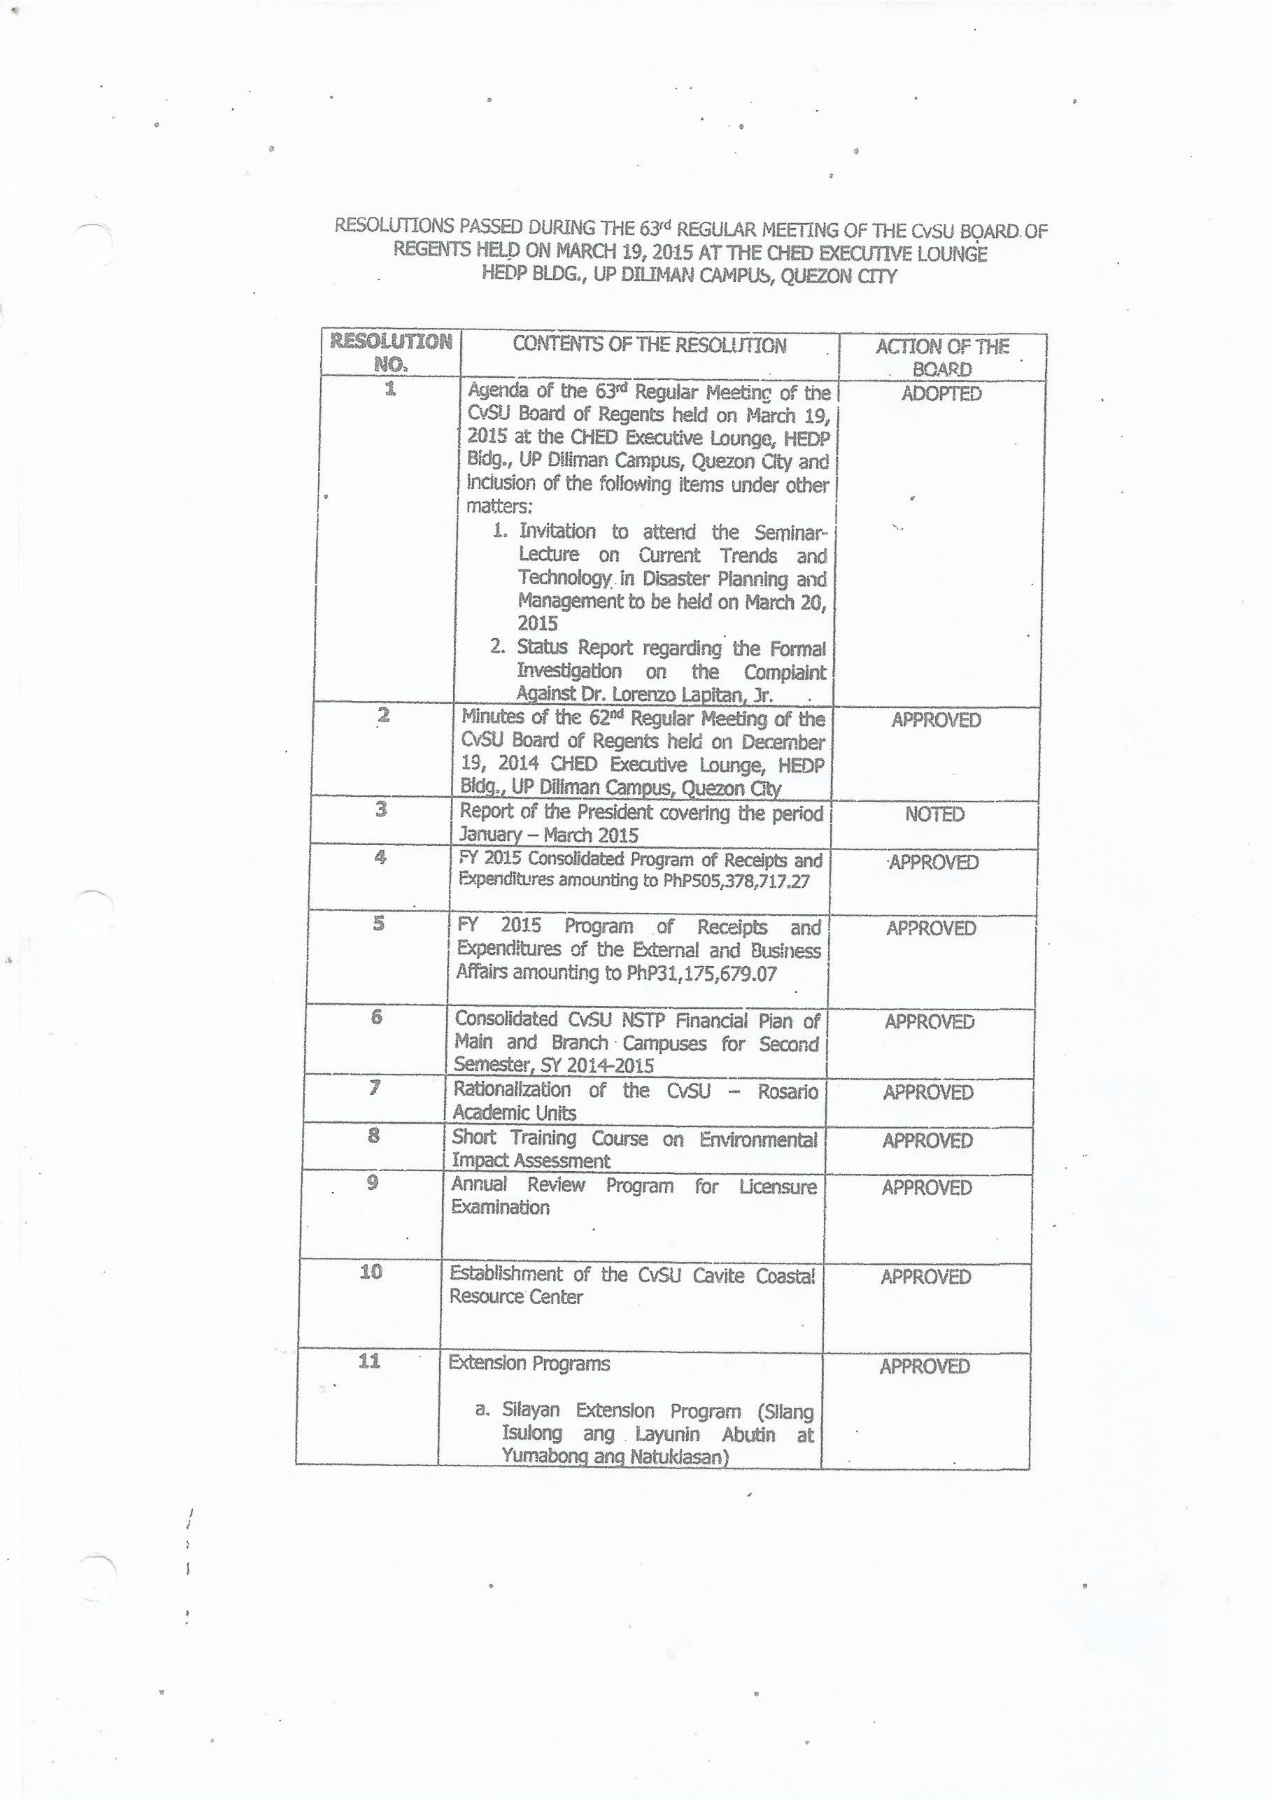 RESOLUTIONS PASSED DURING THE 63rd REGULAR MEETING OF THE CvSU BOARD OF
REGENTS HELD ON MARCH 19, 2015 AT THE CHED EXECUTIVE LOUNGE
HEDP BLDG., UP DILIMAN CAMPUS, QUEZON CITY
RESOLUTION
NO.
CONTENTS OF THE RESOLUTION
ACTION OF THE
BOARD
1
Agenda of the 63rd Regular Meeting of the
CvSU Board of Regents held on March 19,
2015 at the CHED Executive Lounge, HEDP
Bldg., UP Diliman Campus, Quezon City and
inclusion of the following items under other
matters:
1. Invitation to attend the Seminar-
Lecture on Current Trends and
Technology in Disaster Planning and
Management to be held on March 20,
2015
2. Status Report regarding the Formal
Investigation on the Complaint
Against Dr. Lorenzo Lapitan, Jr.
ADOPTED
2
Minutes of the 62nd Regular Meeting of the
CvSU Board of Regents held on December
19, 2014 CHED Executive Lounge, HEDP
Bldg., UP Diliman Campus, Quezon City
APPROVED
3
Report of the President covering the period
January – March 2015
NOTED
4
FY 2015 Consolidated Program of Receipts and
Expenditures amounting to PhP505,378,717.27
APPROVED
5
FY 2015 Program of Receipts and
Expenditures of the External and Business
Affairs amounting to PhP31,175,679.07
APPROVED
6
Consolidated CvSU NSTP Financial Plan of
Main and Branch Campuses for Second
Semester, SY 2014-2015
APPROVED
7
Rationalization of the CvSU – Rosario
Academic Units
APPROVED
8
Short Training Course on Environmental
Impact Assessment
APPROVED
9
Annual Review Program for Licensure
Examination
APPROVED
10
Establishment of the CvSU Cavite Coastal
Resource Center
APPROVED
11
Extension Programs
a. Silayan Extension Program (Silang
Isulong ang Layunin Abutin at
Yumabong ang Natuklasan)
APPROVED